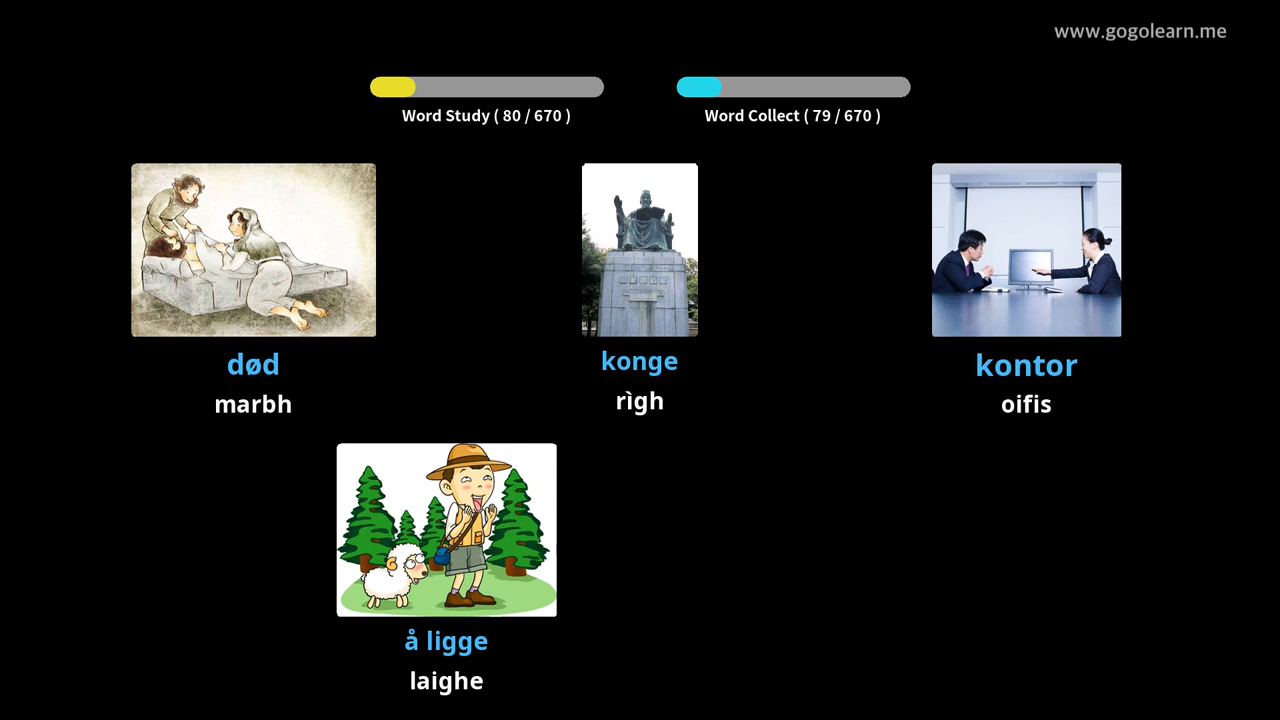 www.gogolearn.me
Word Study ( 80 / 670 )
Word Collect ( 79 / 670 )
død
marbh
konge
rìgh
kontor
oifis
å ligge
laighe